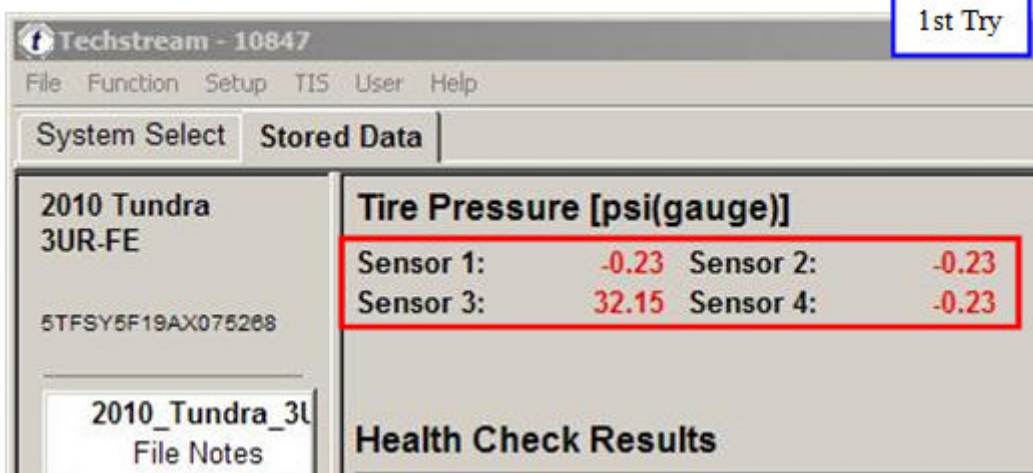 1st Try
Techstream - 10847
File Function Setup TIS User Help
System Select Stored Data
2010 Tundra
3UR-FE
5TFSY5F19AX075268
2010_Tundra_3U
File Notes
Tire Pressure [psi(gauge)]
Sensor 1: -0.23 Sensor 2: -0.23
Sensor 3: 32.15 Sensor 4: -0.23
Health Check Results